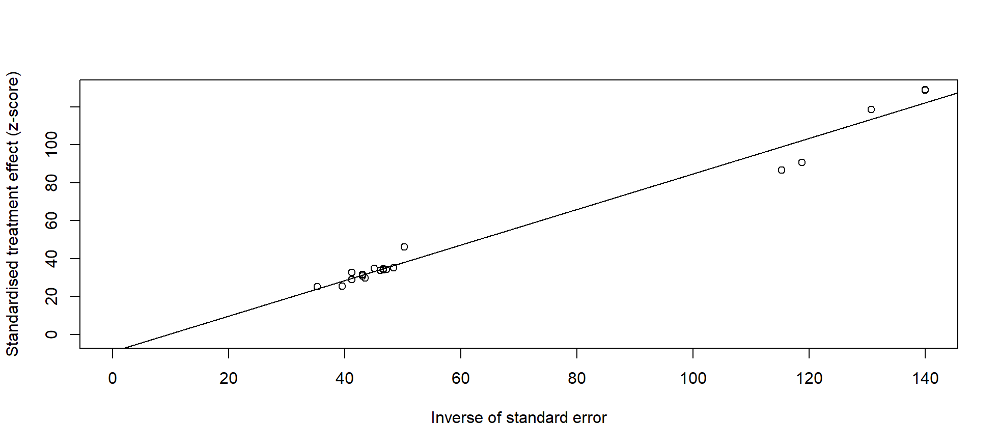 Standardised treatment effect (z-score)
100
80
60
40
20
0
0 20 40 60 80 100 120 140
Inverse of standard error